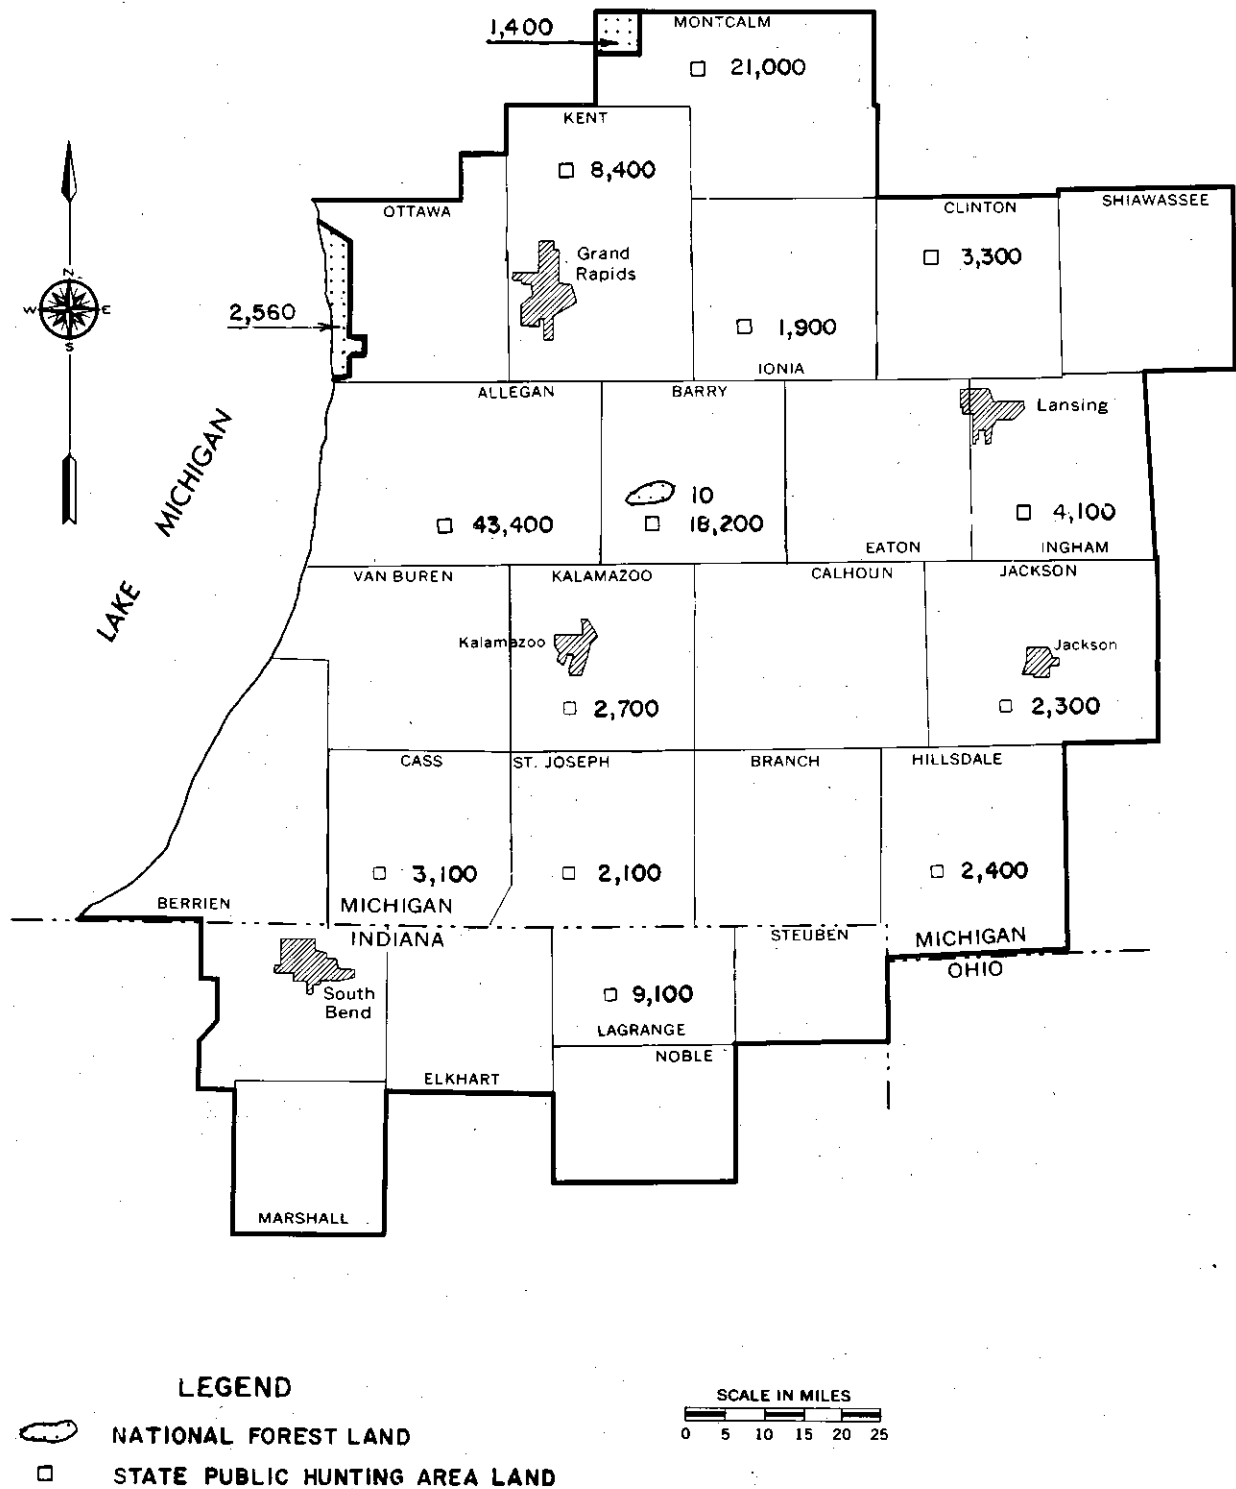 1,400
MONTCALM
21,000
KENT
8,400
OTTAWA
CLINTON
SHIAWASSEE
Grand
Rapids
3,300
N
W E
S
2,560
1,900
IONIA
ALLEGAN
BARRY
Lansing
LAKE MICHIGAN
10
43,400
18,200
4,100
EATON
INGHAM
VAN BUREN
KALAMAZOO
CALHOUN
JACKSON
Kalamazoo
Jackson
2,700
2,300
CASS
ST. JOSEPH
BRANCH
HILLSDALE
3,100
2,100
2,400
BERRIEN
MICHIGAN
INDIANA
STEUBEN
MICHIGAN
OHIO
South
Bend
9,100
LAGRANGE
NOBLE
ELKHART
MARSHALL
LEGEND
NATIONAL FOREST LAND
STATE PUBLIC HUNTING AREA LAND
SCALE IN MILES
0 5 10 15 20 25